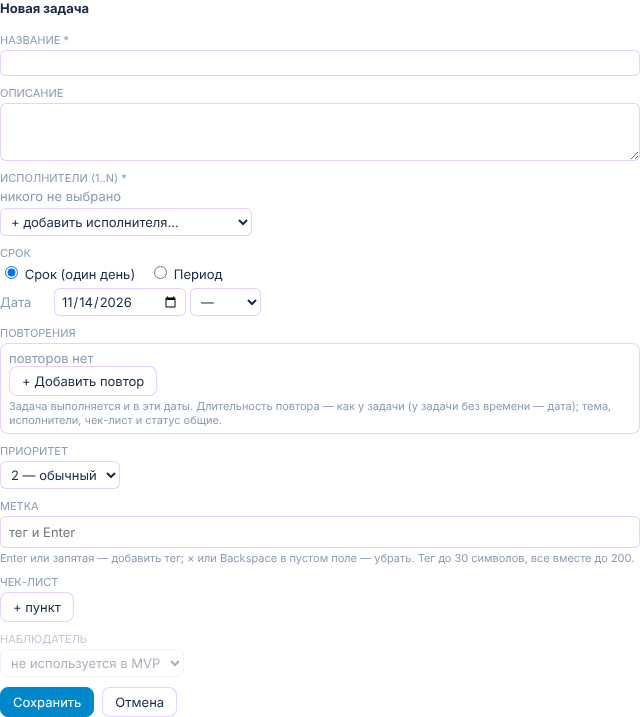 Новая задача
НАЗВАНИЕ *
ОПИСАНИЕ
ИСПОЛНИТЕЛИ (1..N) *
никого не выбрано
+ добавить исполнителя...
СРОК
Срок (один день) Период
Дата 11/14/2026 —
ПОВТОРЕНИЯ
повторов нет
+ Добавить повтор
Задача выполняется и в эти даты. Длительность повтора — как у задачи (у задачи без времени — дата); тема,
исполнители, чек-лист и статус общие.
ПРИОРИТЕТ
2 — обычный
МЕТКА
тег и Enter
Enter или запятая — добавить тег; × или Backspace в пустом поле — убрать. Тег до 30 символов, все вместе до 200.
ЧЕК-ЛИСТ
+ пункт
НАБЛЮДАТЕЛЬ
не используется в MVP
Сохранить Отмена